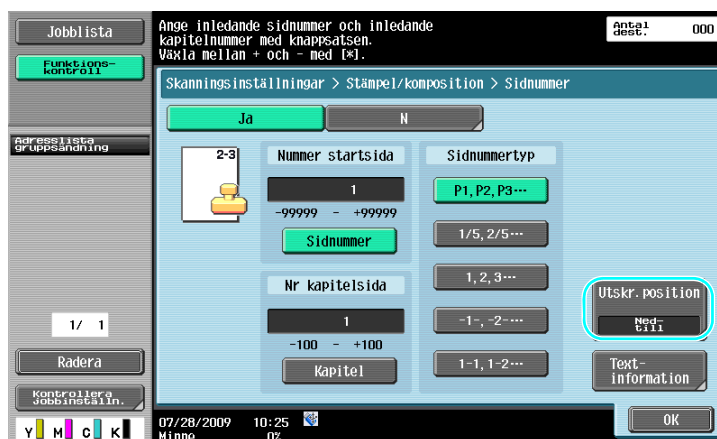 Jobblista
Funktions-
kontroll
Ange inledande sidnummer och inledande
kapitelnummer med knappsatsen.
Växla mellan + och - med [*].
Antal
dest.
000
Skanningsinställningar > Stämpel/komposition > Sidnummer
Ja
N
Adresslista
gruppsändning
2-3
Nummer startsida
1
-99999 - +99999
Sidnummer
Nr kapitelsida
1
-100 - +100
Kapitel
Sidnummertyp
P1,P2,P3···
1/5,2/5···
1,2,3···
-1-,-2-···
1-1,1-2···
Utskr.position
Ned-
till
Text-
information
1/ 1
Radera
Kontrollera
Jobbinställn.
Y M C K
07/28/2009 10:25
Minne 0%
OK